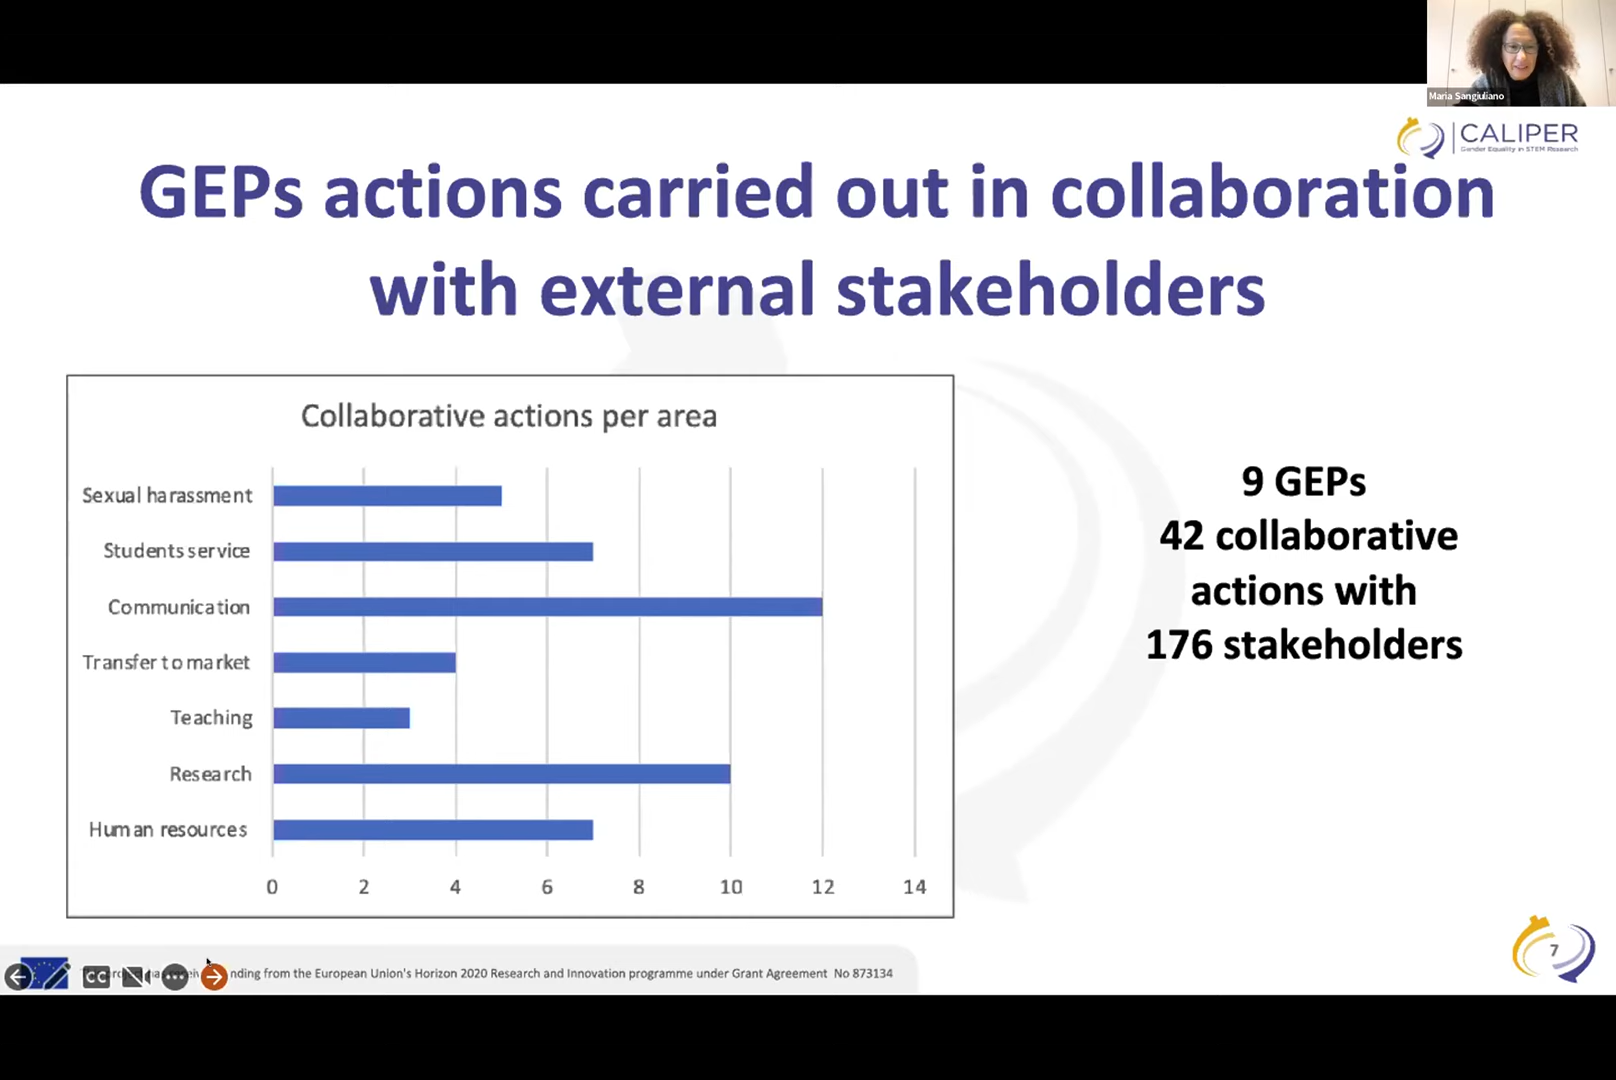 Maria Sangiuliano
CALIPER
Gender Equality in STEM Research
GEPs actions carried out in collaboration
with external stakeholders
Collaborative actions per area
Sexual harassment
Students service
Communication
Transfer to market
Teaching
Research
Human resources
0 2 4 6 8 10 12 14
9 GEPs
42 collaborative
actions with
176 stakeholders
7
CC
nding from the European Union's Horizon 2020 Research and Innovation programme under Grant Agreement No 873134